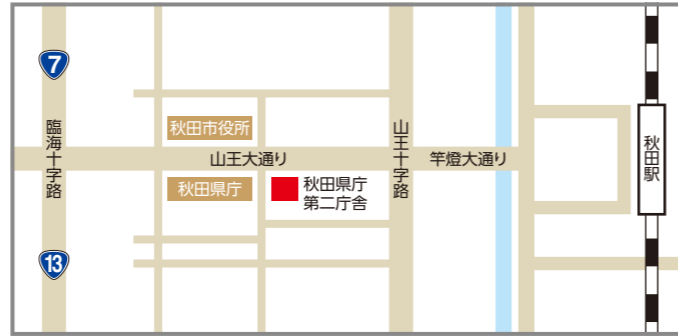 7
臨海十字路
13
秋田市役所
山王大通り
秋田県庁
秋田県庁
第二庁舎
山王十字路
竿燈大通り
秋田駅